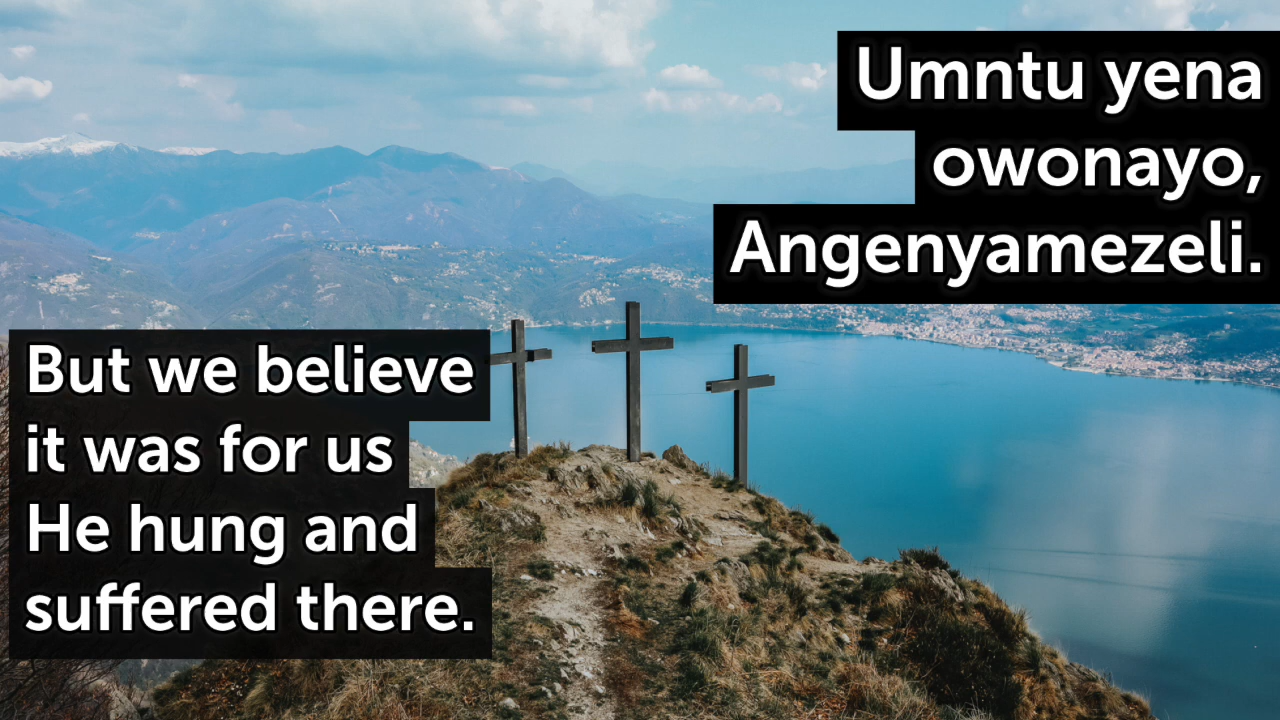 Umntu yena
owonayo,
Angenyamezeli.
But we believe
it was for us
He hung and
suffered there.